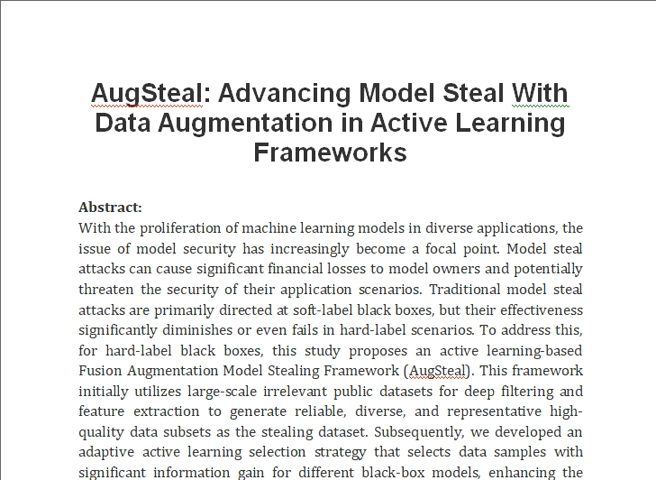 AugSteal: Advancing Model Steal With
Data Augmentation in Active Learning
Frameworks
Abstract:
With the proliferation of machine learning models in diverse applications, the
issue of model security has increasingly become a focal point. Model steal
attacks can cause significant financial losses to model owners and potentially
threaten the security of their application scenarios. Traditional model steal
attacks are primarily directed at soft-label black boxes, but their effectiveness
significantly diminishes or even fails in hard-label scenarios. To address this,
for hard-label black boxes, this study proposes an active learning-based
Fusion Augmentation Model Stealing Framework (AugSteal). This framework
initially utilizes large-scale irrelevant public datasets for deep filtering and
feature extraction to generate reliable, diverse, and representative high-
quality data subsets as the stealing dataset. Subsequently, we developed an
adaptive active learning selection strategy that selects data samples with
significant information gain for different black-box models, enhancing the